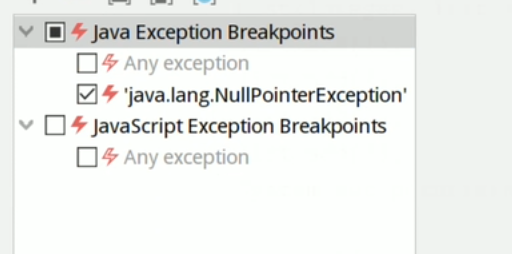 Java Exception Breakpoints
Any exception
'java.lang.NullPointerException'
JavaScript Exception Breakpoints
Any exception